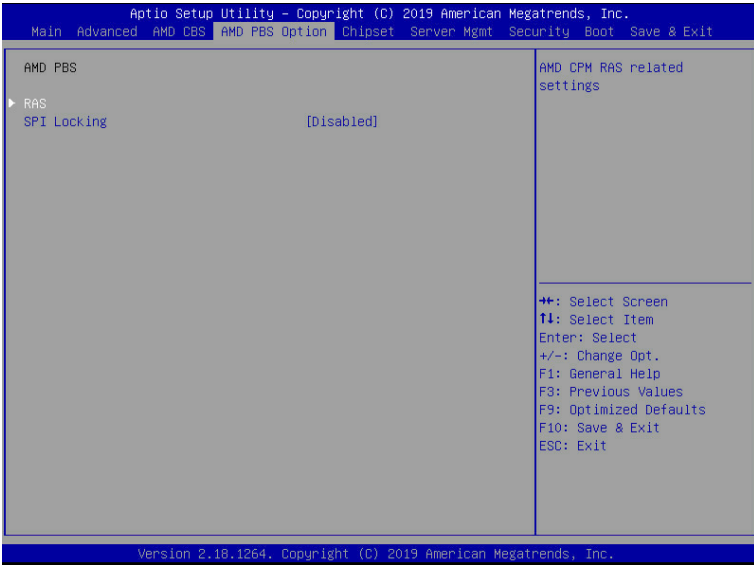 Aptio Setup Utility – Copyright (C) 2019 American Megatrends, Inc.
Main Advanced AMD CBS AMD PBS Option Chipset Server Mgmt Security Boot Save & Exit
AMD PBS
RAS
SPI Locking [Disabled]
AMD CPM RAS related
settings
→←: Select Screen
↑↓: Select Item
Enter: Select
+/-: Change Opt.
F1: General Help
F3: Previous Values
F9: Optimized Defaults
F10: Save & Exit
ESC: Exit
Version 2.18.1264. Copyright (C) 2019 American Megatrends, Inc.